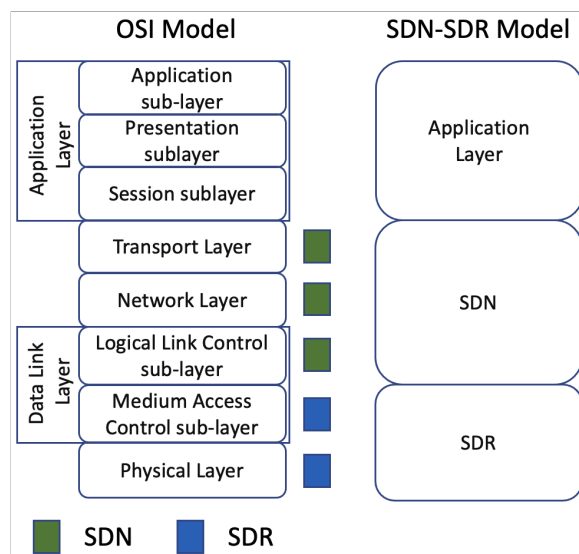 OSI Model
SDN-SDR Model
Application Layer
Application
sub-layer
Presentation
sublayer
Session sublayer
Transport Layer
Network Layer
Data Link
Layer
Logical Link Control
sub-layer
Medium Access
Control sub-layer
Physical Layer
Application
Layer
SDN
SDR
SDN
SDR